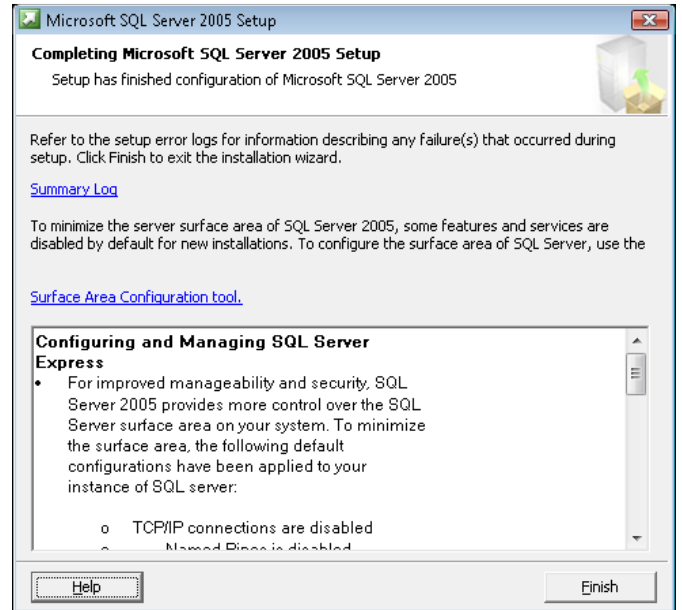 Microsoft SQL Server 2005 Setup
Completing Microsoft SQL Server 2005 Setup
Setup has finished configuration of Microsoft SQL Server 2005
Refer to the setup error logs for information describing any failure(s) that occurred during
setup. Click Finish to exit the installation wizard.
Summary Log
To minimize the server surface area of SQL Server 2005, some features and services are
disabled by default for new installations. To configure the surface area of SQL Server, use the
Surface Area Configuration tool.
Configuring and Managing SQL Server
Express
• For improved manageability and security, SQL
Server 2005 provides more control over the SQL
Server surface area on your system. To minimize
the surface area, the following default
configurations have been applied to your
instance of SQL server:
o TCP/IP connections are disabled
o Named Pipes is disabled
Help
Finish